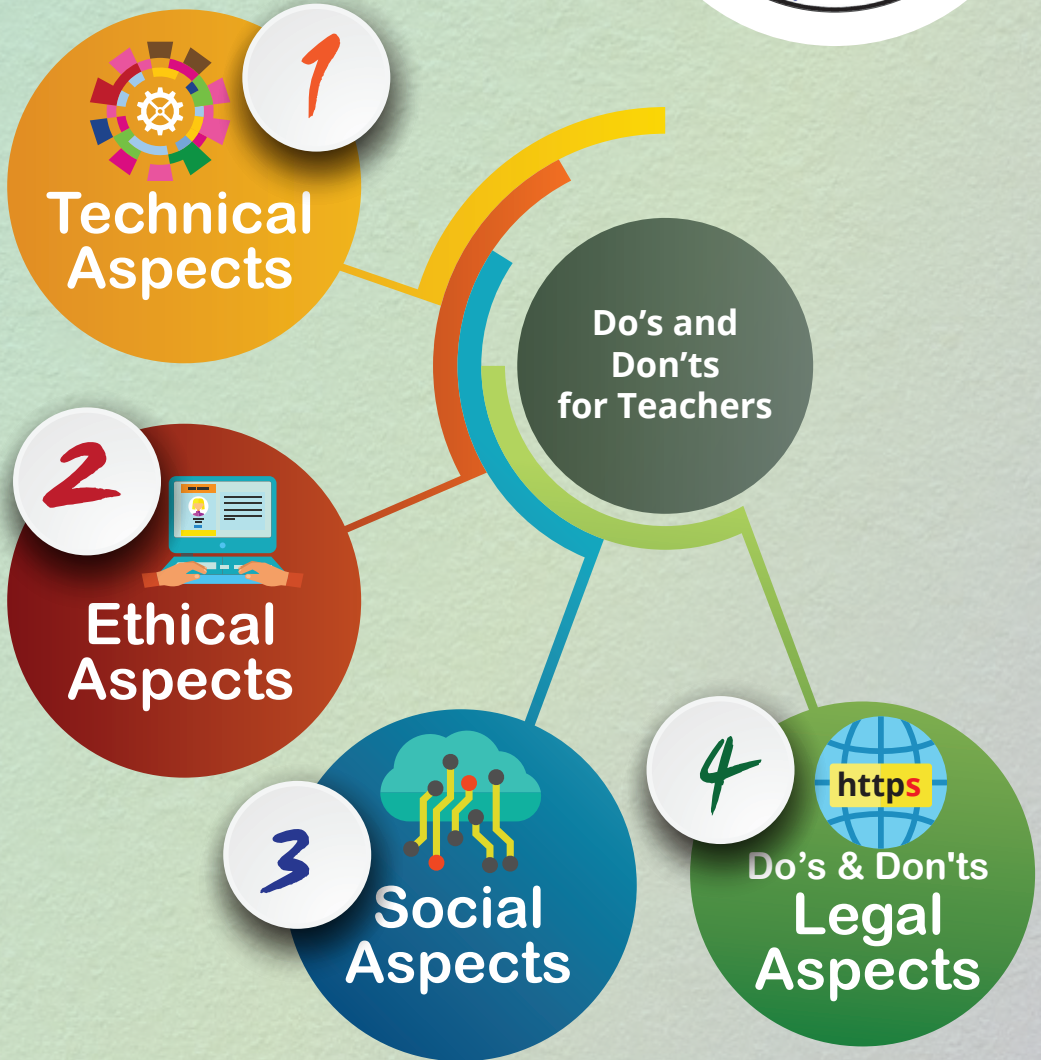 1
Technical
Aspects
Do’s and
Don’ts
for Teachers
2
Ethical
Aspects
3
Social
Aspects
4
https
Do’s & Don'ts
Legal
Aspects